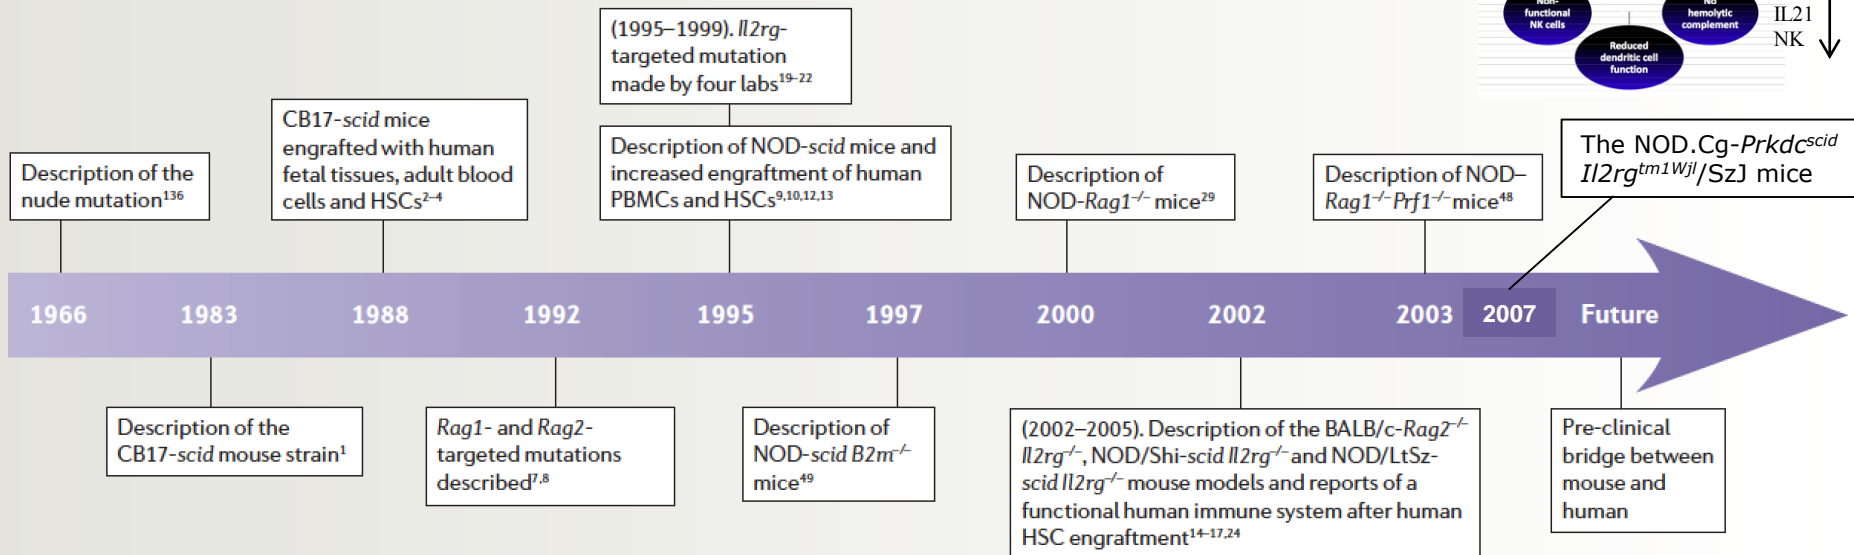 Non-
functional
NK cells
No
hemolytic
complement
Reduced
dendritic cell
function
IL21
NK
(1995–1999). Il2rg-
targeted mutation
made by four labs19–22
CB17-scid mice
engrafted with human
fetal tissues, adult blood
cells and HSCs2–4
Description of NOD-scid mice and
increased engraftment of human
PBMCs and HSCs9,10,12,13
Description of the
nude mutation136
Description of
NOD-Rag1–/– mice29
Description of NOD–
Rag1–/–Prf1–/– mice48
The NOD.Cg-Prkdcscid
Il2rgtm1Wjl/SzJ mice
1966 1983 1988 1992 1995 1997 2000 2002 2003 2007 Future
Description of the
CB17-scid mouse strain1
Rag1- and Rag2-
targeted mutations
described7,8
Description of
NOD-scid B2m–/–
mice49
(2002–2005). Description of the BALB/c-Rag2–/–
Il2rg–/–, NOD/Shi-scid Il2rg–/– and NOD/LtSz-
scid Il2rg–/– mouse models and reports of a
functional human immune system after human
HSC engraftment14–17,24
Pre-clinical
bridge between
mouse and
human